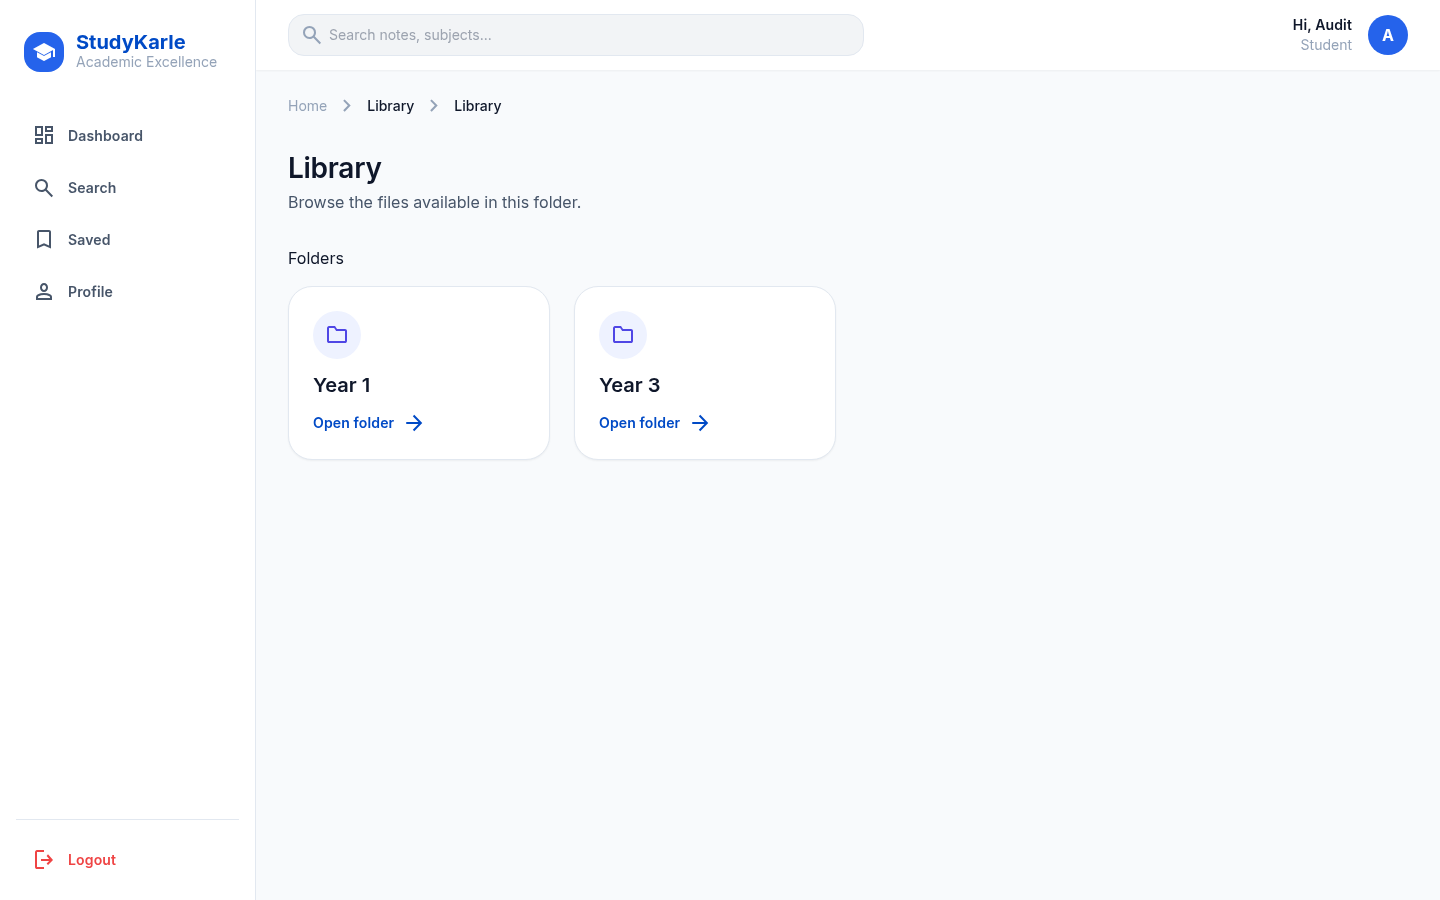 StudyKarle
Academic Excellence
Dashboard
Search
Saved
Profile
Logout
Search notes, subjects...
Hi, Audit
Student
A
Home > Library > Library
Library
Browse the files available in this folder.
Folders
Year 1
Open folder →
Year 3
Open folder →